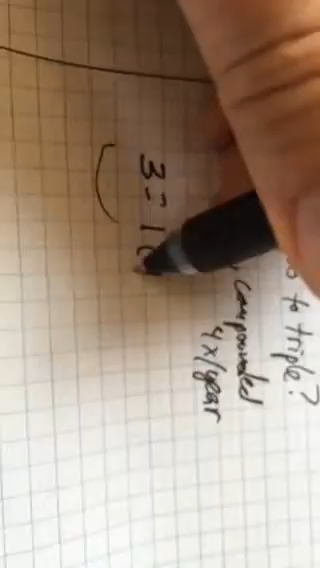 to triple?
compounded
4x/year
3 = 1
(